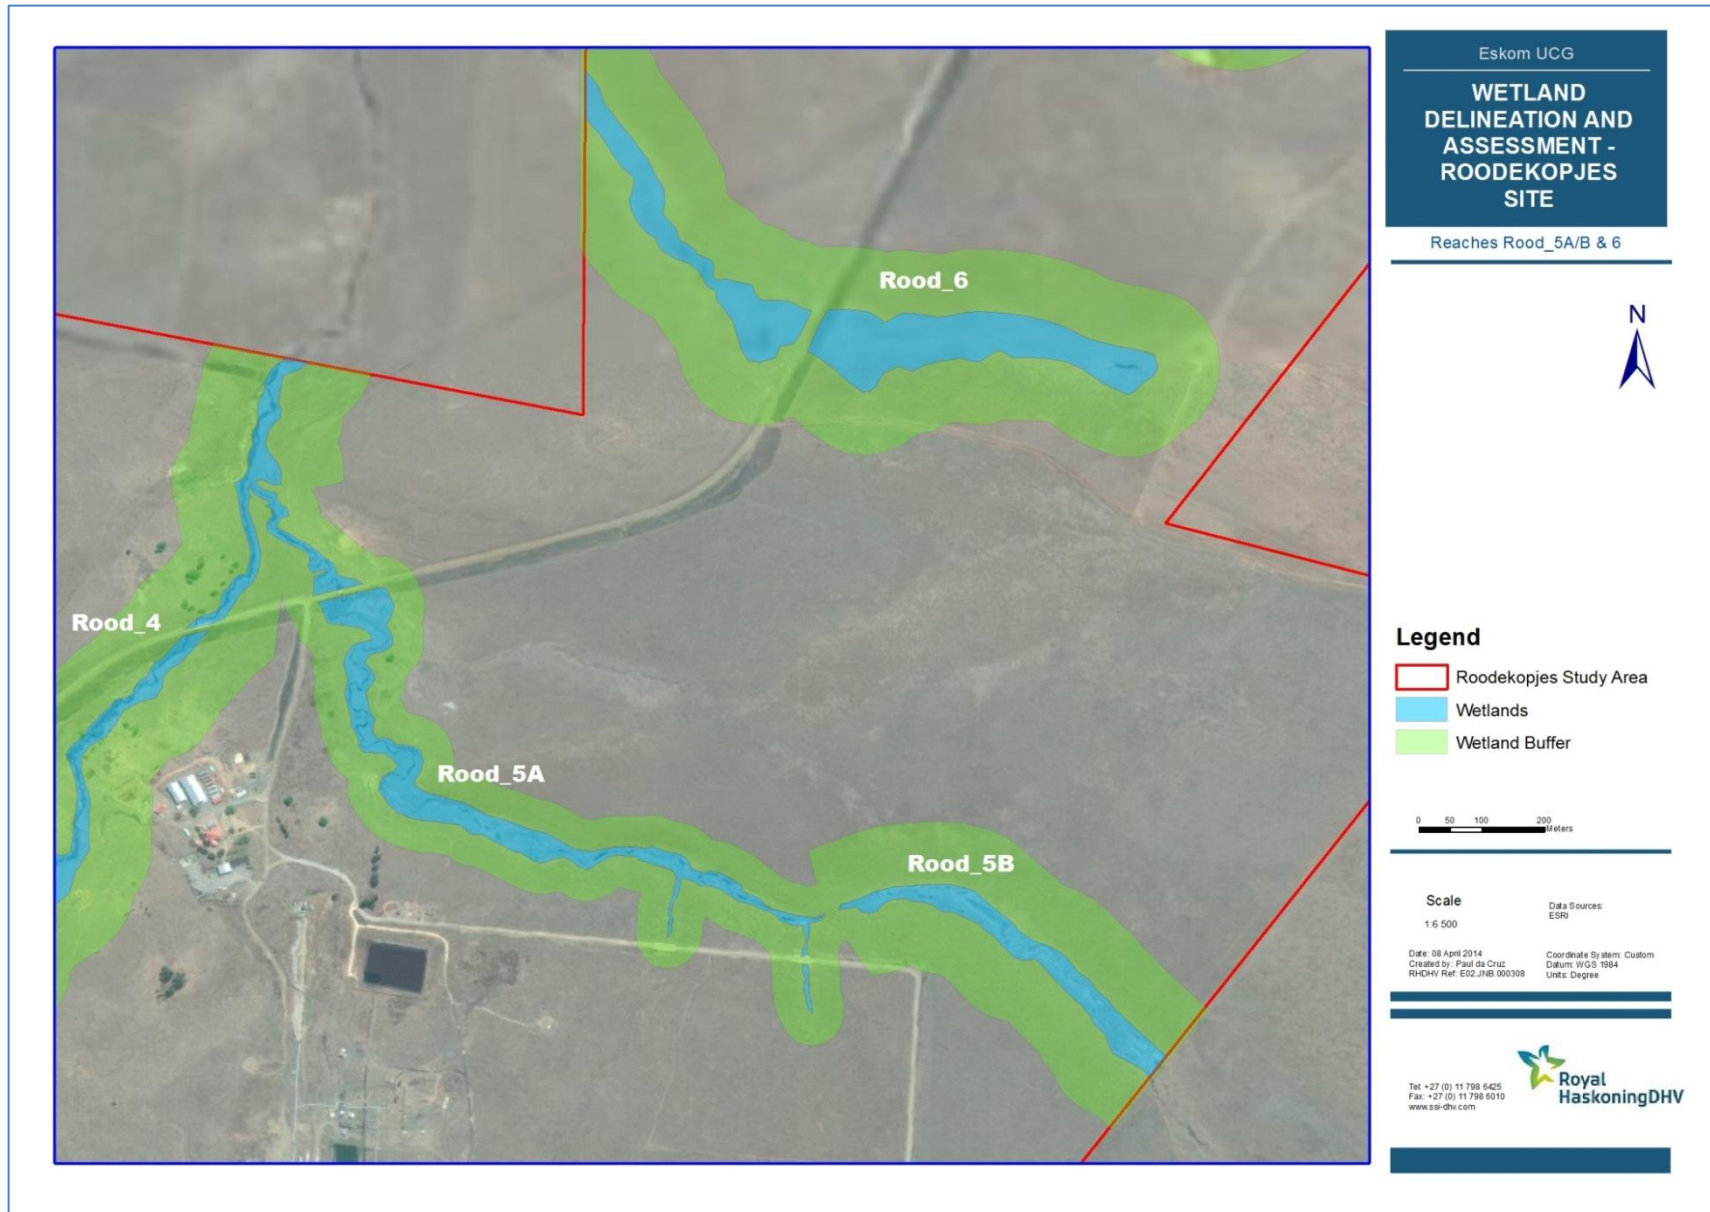 Eskom UCG
WETLAND
DELINEATION AND
ASSESSMENT -
ROODEKOPJES
SITE
Reaches Rood_5A/B & 6
N
Rood_6
Rood_4
Rood_5A
Rood_5B
Legend
Roodekopjes Study Area
Wetlands
Wetland Buffer
0 50 100 200
Meters
Scale
1:6 500
Data Sources:
ESRI
Date: 08 April 2014
Created by: Paul da Cruz
RHDHV Ref: E02.JNB.000308
Coordinate System: Custom
Datum: WGS 1984
Units: Degree
Tel: +27 (0) 11 798 6425
Fax: +27 (0) 11 798 6010
www.ssi-dhv.com
Royal
HaskoningDHV